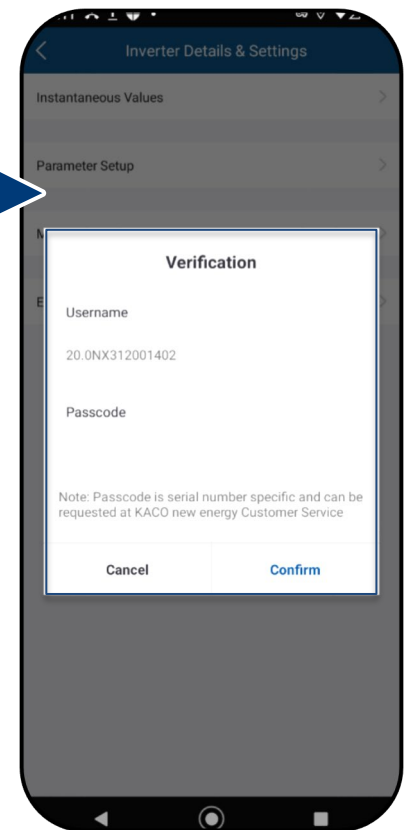 Inverter Details & Settings
Instantaneous Values
Parameter Setup
M
E
Verification
Username
20.0NX312001402
Passcode
Note: Passcode is serial number specific and can be
requested at KACO new energy Customer Service
Cancel Confirm